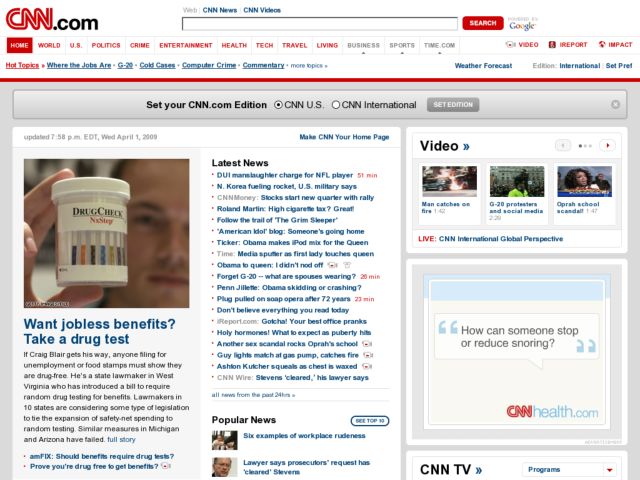 CNN.com
Web | CNN News | CNN Videos
SEARCH
POWERED BY Google
HOME WORLD U.S. POLITICS CRIME ENTERTAINMENT HEALTH TECH TRAVEL LIVING BUSINESS SPORTS TIME.COM VIDEO IREPORT IMPACT
Hot Topics » Where the Jobs Are • G-20 • Cold Cases • Computer Crime • Commentary • more topics » Weather Forecast Edition: International | Set Pref
Set your CNN.com Edition CNN U.S. CNN International SET EDITION
updated 7:58 p.m. EDT, Wed April 1, 2009 Make CNN Your Home Page
DRUGCHECK
NxStep
Want jobless benefits?
Take a drug test
If Craig Blair gets his way, anyone filing for
unemployment or food stamps must show they
are drug-free. He's a state lawmaker in West
Virginia who has introduced a bill to require
random drug testing for benefits. Lawmakers in
10 states are considering some type of legislation
to tie the expansion of safety-net spending to
random testing. Similar measures in Michigan
and Arizona have failed. full story
• amFIX: Should benefits require drug tests?
• Prove you're drug free to get benefits?
Latest News
• DUI manslaughter charge for NFL player 51 min
• N. Korea fueling rocket, U.S. military says
• CNNMoney: Stocks start new quarter with rally
• Roland Martin: High cigarette tax? Great!
• Follow the trail of 'The Grim Sleeper'
• 'American Idol' blog: Someone's going home
• Ticker: Obama makes iPod mix for the Queen
• Time: Media sputter as first lady touches queen
• Obama to queen: I didn't nod off
• Forget G-20 -- what are spouses wearing? 26 min
• Penn Jillette: Obama skidding or crashing?
• Plug pulled on soap opera after 72 years 23 min
• Don't believe everything you read today
• iReport.com: Gotcha! Your best office pranks
• Holy hormones! What to expect as puberty hits
• Another sex scandal rocks Oprah's school
• Guy lights match at gas pump, catches fire
• Ashton Kutcher squeals as chest is waxed
• CNN Wire: Stevens 'cleared,' his lawyer says
all news from the past 24hrs »
Popular News SEE TOP 10
Six examples of workplace rudeness
Lawyer says prosecutors' request has
'cleared' Stevens
Video »
Man catches on
fire 1:42
G-20 protesters
and social media
2:29
Oprah school
scandal! 1:47
LIVE: CNN International Global Perspective
How can someone stop
or reduce snoring?
CNNhealth.com
ADVERTISEMENT
CNN TV » Programs